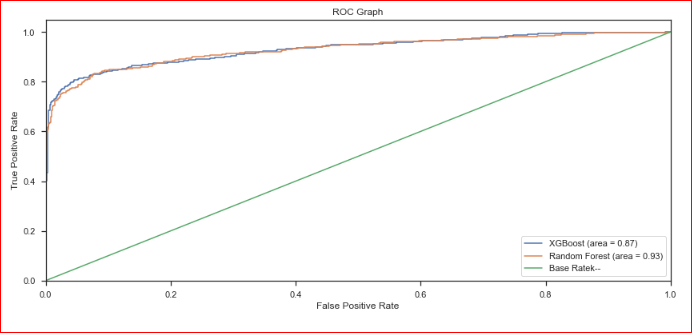 ROC Graph
1.0
0.8
0.6
0.4
0.2
0.0
True Positive Rate
XGBoost (area = 0.87)
Random Forest (area = 0.93)
Base Ratek--
0.0 0.2 0.4 0.6 0.8 1.0
False Positive Rate